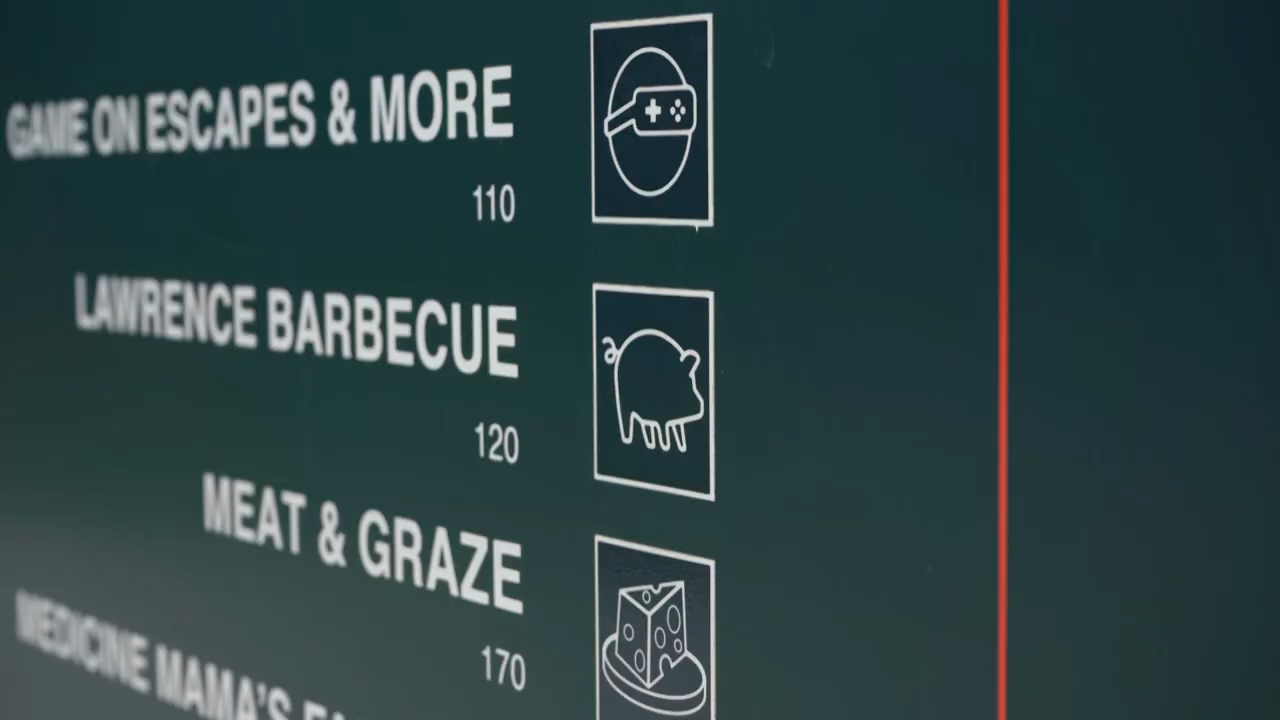 GAME ON ESCAPES & MORE
110
LAWRENCE BARBECUE
120
MEAT & GRAZE
170
MEDICINE MAMA'S